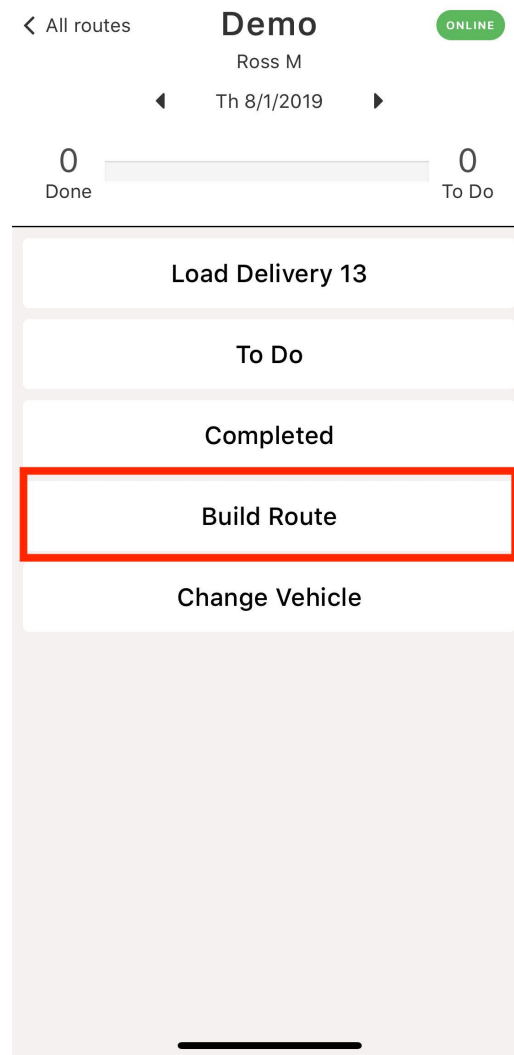 All routes
Demo
ONLINE
Ross M
Th 8/1/2019
0
0
Done
To Do
Load Delivery 13
To Do
Completed
Build Route
Change Vehicle